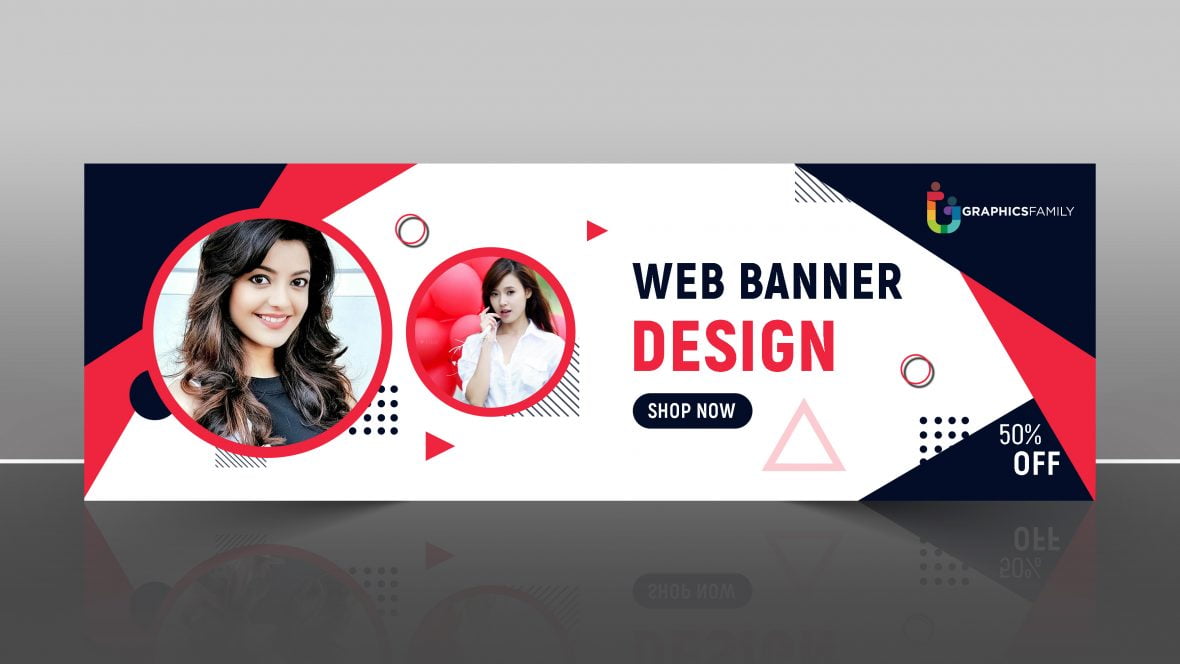 GRAPHICSFAMILY
WEB BANNER
DESIGN
SHOP NOW
50%
OFF